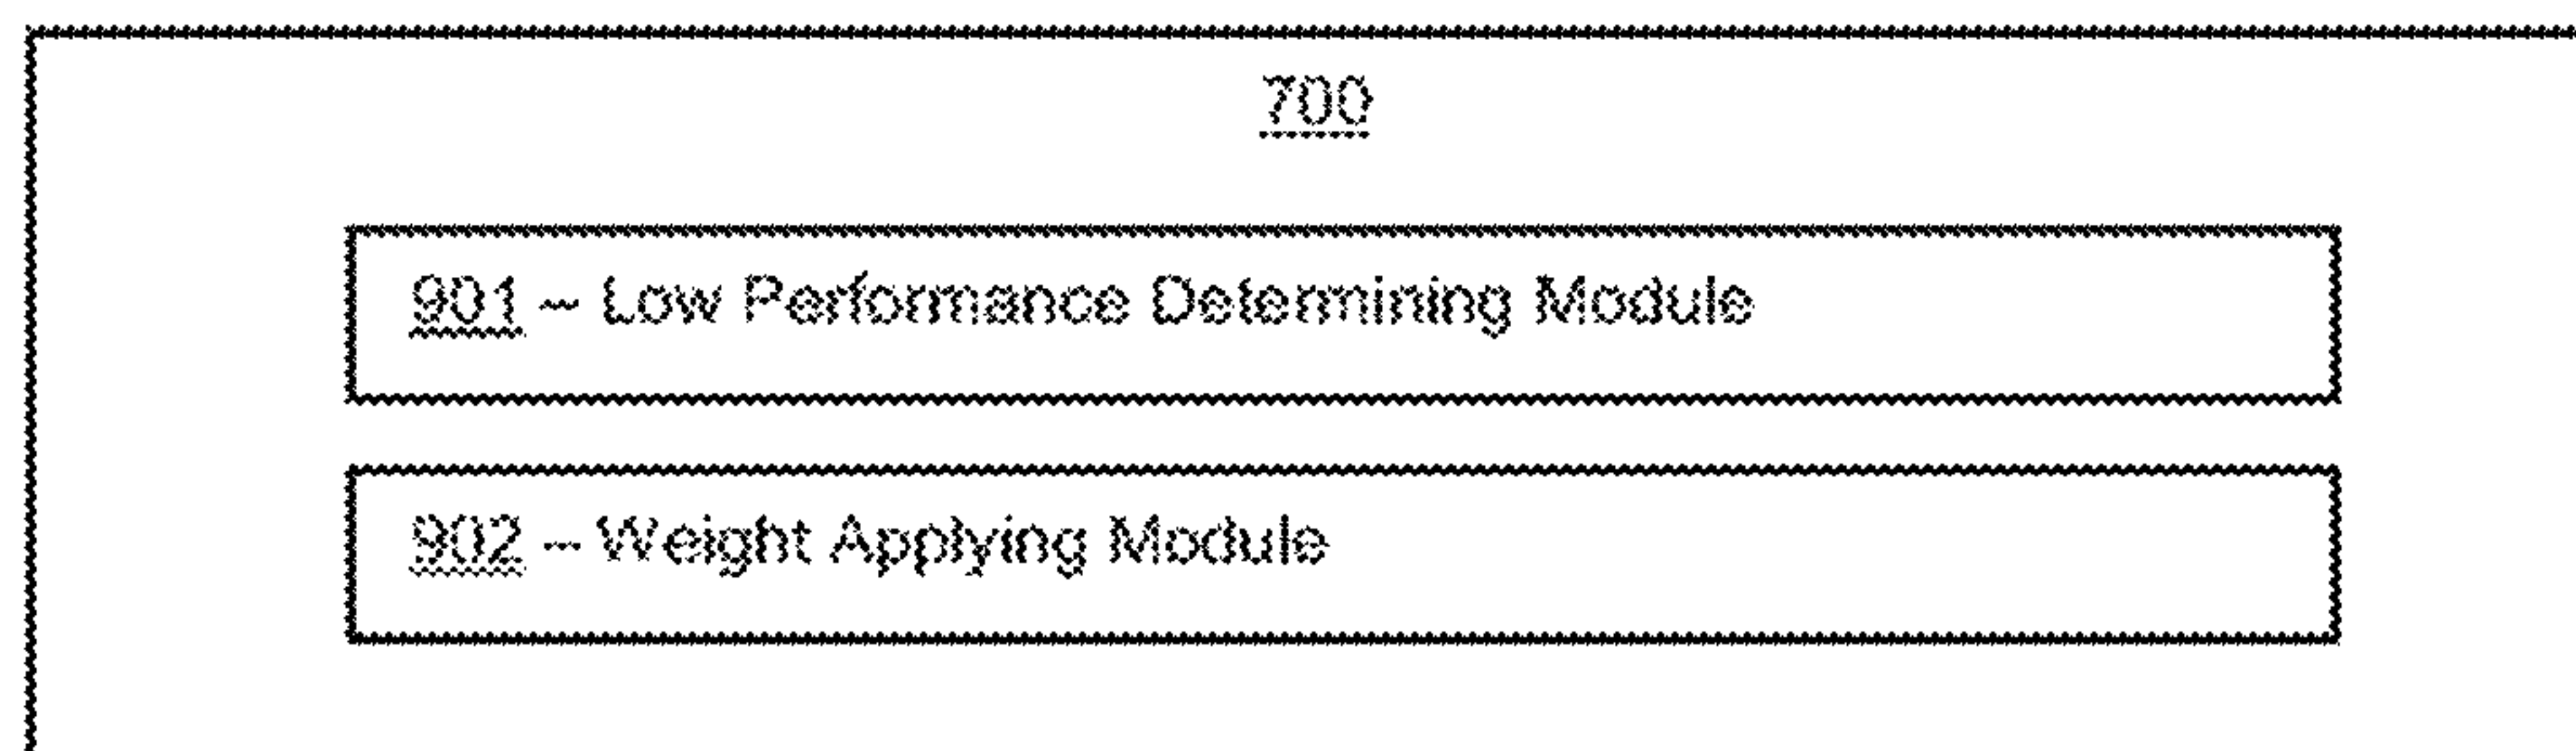 700
901 – Low Performance Determining Module
902 – Weight Applying Module